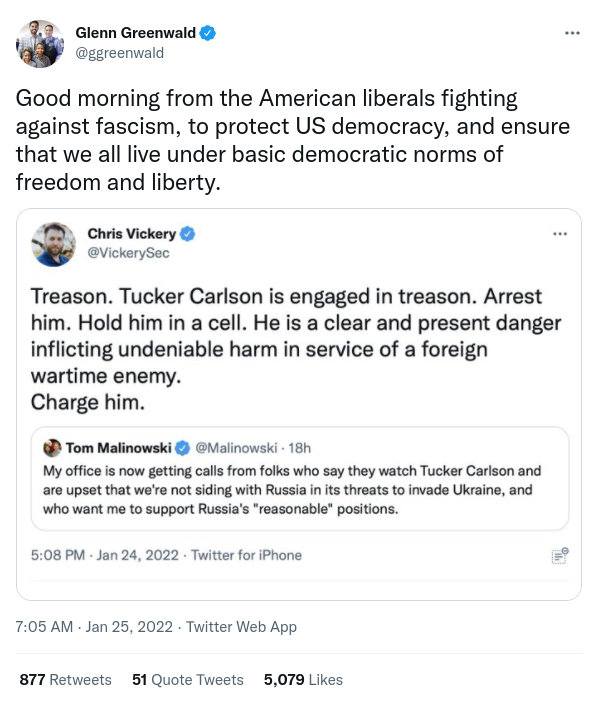 Glenn Greenwald
@ggreenwald
Good morning from the American liberals fighting
against fascism, to protect US democracy, and ensure
that we all live under basic democratic norms of
freedom and liberty.
Chris Vickery
@VickerySec
Treason. Tucker Carlson is engaged in treason. Arrest
him. Hold him in a cell. He is a clear and present danger
inflicting undeniable harm in service of a foreign
wartime enemy.
Charge him.
Tom Malinowski @Malinowski · 18h
My office is now getting calls from folks who say they watch Tucker Carlson and
are upset that we're not siding with Russia in its threats to invade Ukraine, and
who want me to support Russia's "reasonable" positions.
5:08 PM · Jan 24, 2022 · Twitter for iPhone
7:05 AM · Jan 25, 2022 · Twitter Web App
877 Retweets 51 Quote Tweets 5,079 Likes